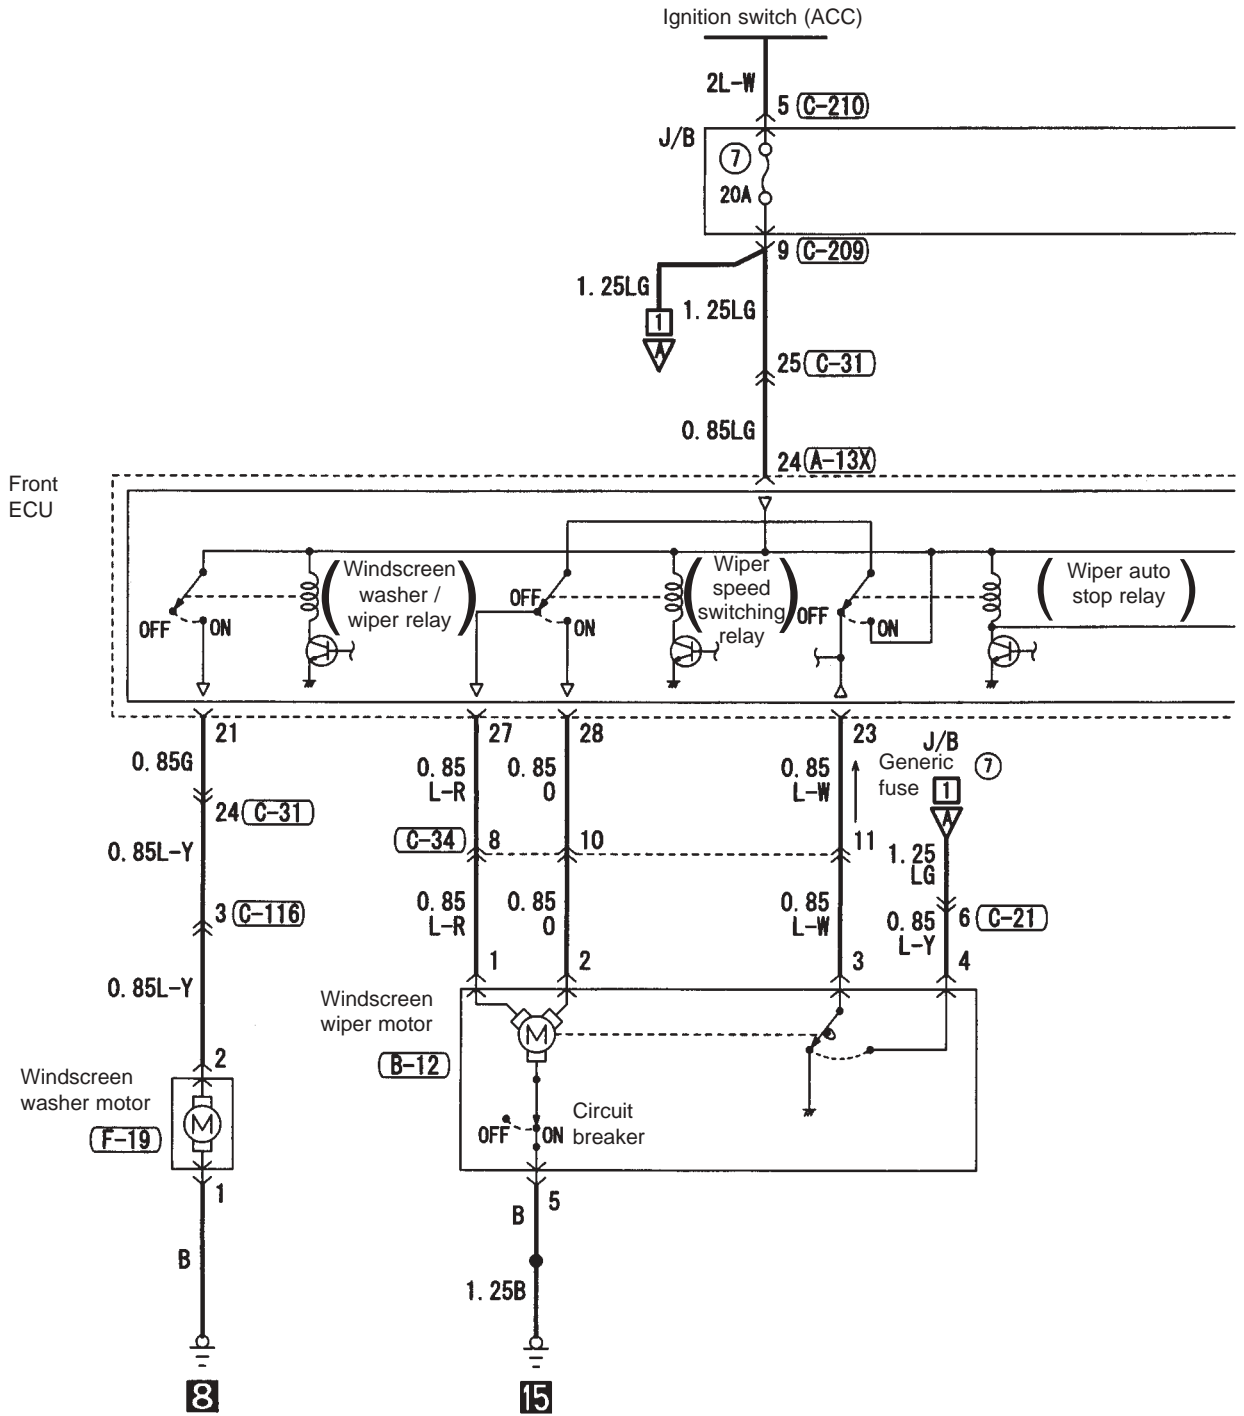 Ignition switch (ACC)
2L-W
5 C-210
J/B
7
20A
9 C-209
1. 25LG
1. 25LG
1
A
25 C-31
0. 85LG
24 A-13X
Front
ECU
Windscreen
washer /
wiper relay
Wiper
speed
switching
relay
Wiper auto
stop relay
OFF
ON
OFF
ON
OFF
ON
21
27
28
23
J/B
7
Generic
fuse
1
A
0. 85G
0. 85
L-R
0. 85
O
0. 85
L-W
24 C-31
C-34
8
10
11
1. 25
LG
0. 85L-Y
3 C-116
0. 85
L-R
0. 85
O
0. 85
L-W
0. 85
L-Y
6 C-21
1
2
3
4
0. 85L-Y
Windscreen
wiper motor
B-12
M
2
Windscreen
washer motor
F-19
M
Circuit
breaker
OFF
ON
1
5
B
B
1. 25B
8
15